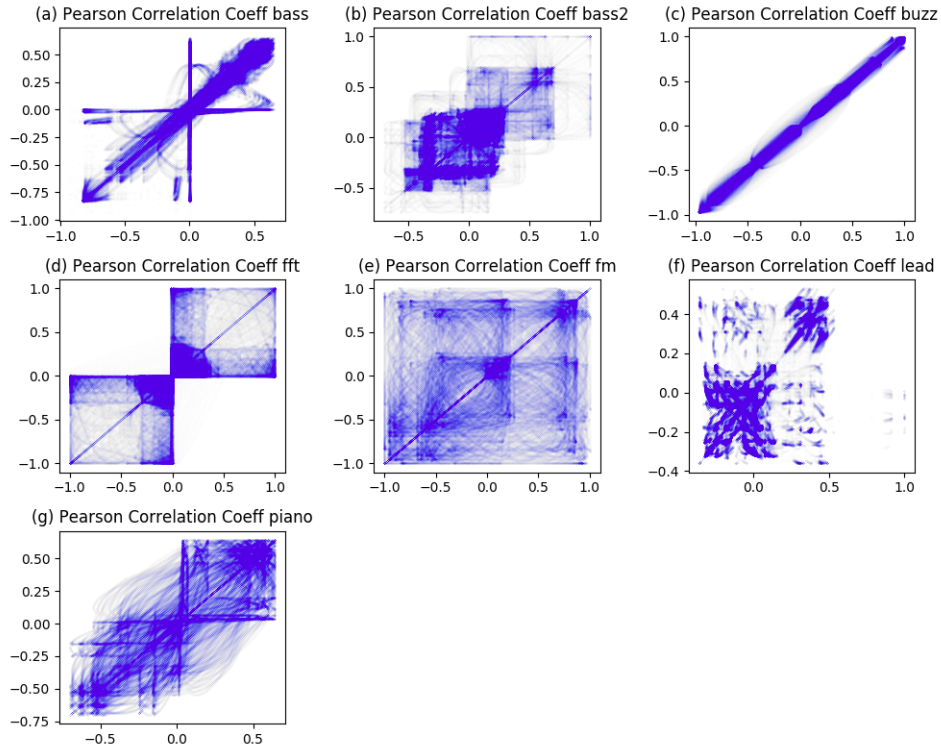 (a) Pearson Correlation Coeff bass
(b) Pearson Correlation Coeff bass2
(c) Pearson Correlation Coeff buzz
0.50
0.25
0.00
−0.25
−0.50
−0.75
−1.00
−1.0 −0.5 0.0 0.5
1.0
0.5
0.0
−0.5
−0.5 0.0 0.5 1.0
1.0
0.5
0.0
−0.5
−1.0
−1.0 −0.5 0.0 0.5 1.0
(d) Pearson Correlation Coeff fft
(e) Pearson Correlation Coeff fm
(f) Pearson Correlation Coeff lead
1.0
0.5
0.0
−0.5
−1.0
−1.0 −0.5 0.0 0.5 1.0
1.0
0.5
0.0
−0.5
−1.0
−1.0 −0.5 0.0 0.5 1.0
0.4
0.2
0.0
−0.2
−0.4
0.0 0.5 1.0
(g) Pearson Correlation Coeff piano
0.50
0.25
0.00
−0.25
−0.50
−0.75
−0.5 0.0 0.5